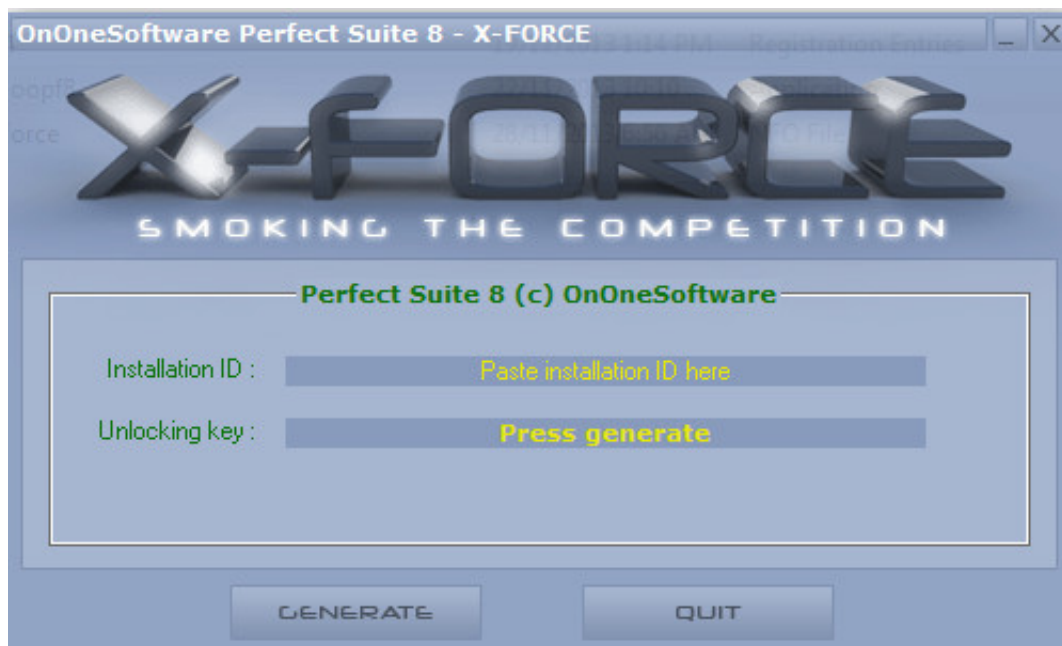 OnOneSoftware Perfect Suite 8 - X-FORCE
X-FORCE
SMOKING THE COMPETITION
Perfect Suite 8 (c) OnOneSoftware
Installation ID : Paste installation ID here
Unlocking key : Press generate
GENERATE QUIT